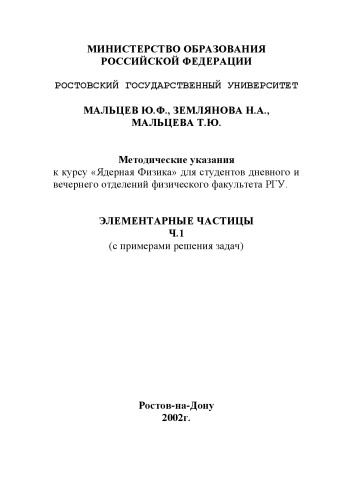 МИНИСТЕРСТВО ОБРАЗОВАНИЯ
РОССИЙСКОЙ ФЕДЕРАЦИИ
РОСТОВСКИЙ ГОСУДАРСТВЕННЫЙ УНИВЕРСИТЕТ
МАЛЬЦЕВ Ю.Ф., ЗЕМЛЯНОВА Н.А.,
МАЛЬЦЕВА Т.Ю.
Методические указания
к курсу «Ядерная Физика» для студентов дневного и
вечернего отделений физического факультета РГУ.
ЭЛЕМЕНТАРНЫЕ ЧАСТИЦЫ
Ч.1
(с примерами решения задач)
Ростов-на-Дону
2002г.